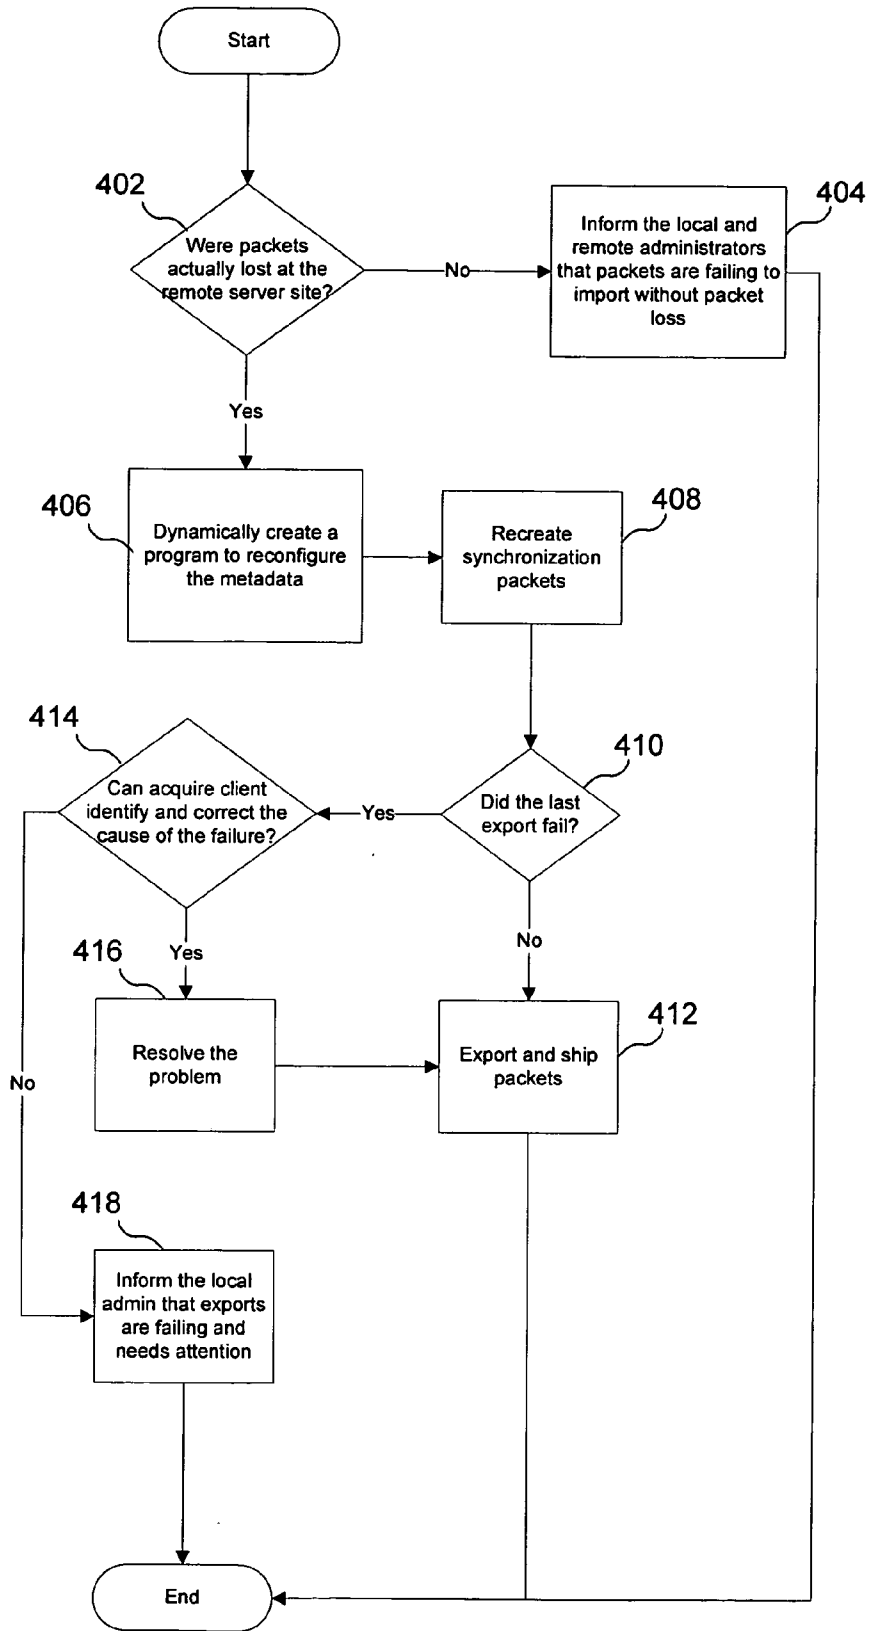 Start
402
Were packets
actually lost at the
remote server site?
No
404
Inform the local and
remote administrators
that packets are failing to
import without packet
loss
Yes
406
Dynamically create a
program to reconfigure
the metadata
408
Recreate
synchronization
packets
410
Did the last
export fail?
Yes
414
Can acquire client
identify and correct the
cause of the failure?
Yes
No
416
Resolve the
problem
412
Export and ship
packets
No
418
Inform the local
admin that exports
are failing and
needs attention
End